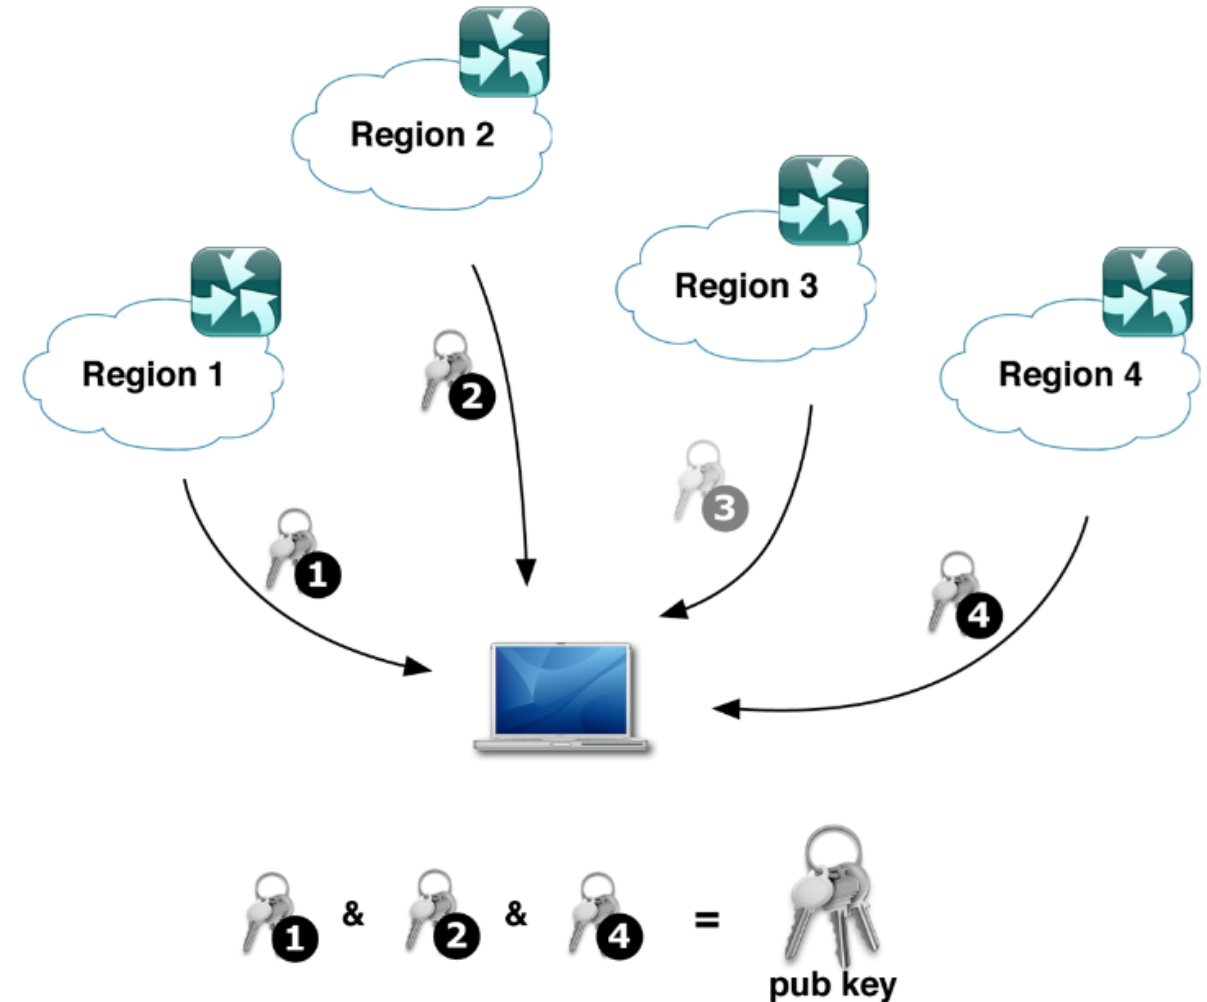 Region 2
Region 3
Region 1
Region 4
2
3
1
4
1 & 2 & 4 =
pub key